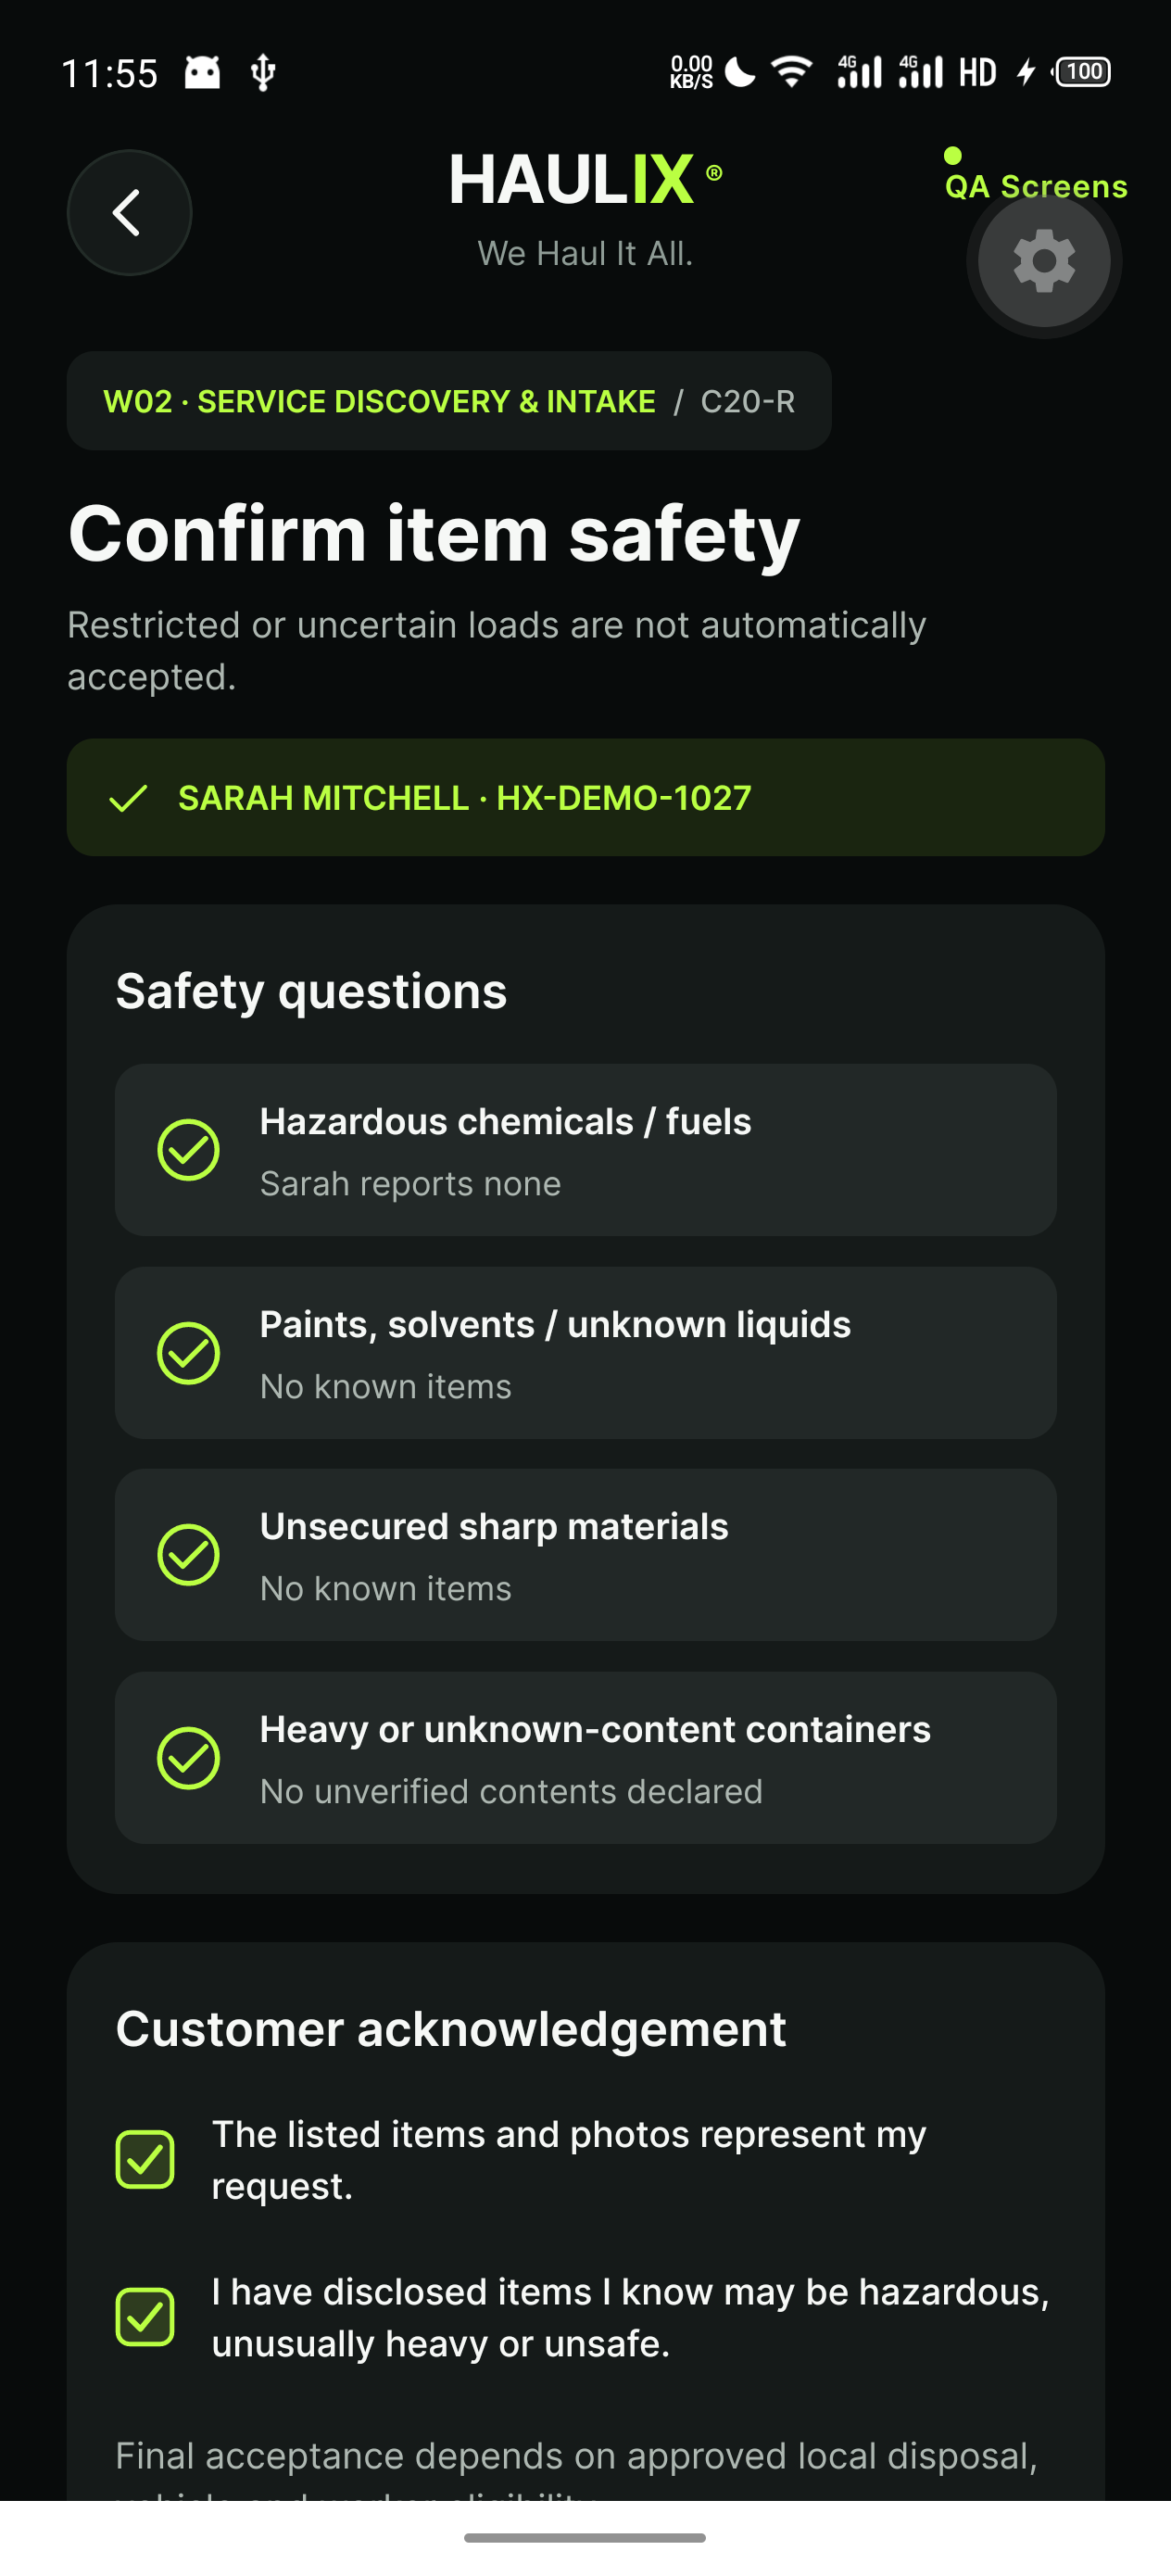 11:55
0.00
KB/S
4G
4G
HD
100
HAULIX ®
We Haul It All.
QA Screens
W02 · SERVICE DISCOVERY & INTAKE / C20-R
Confirm item safety
Restricted or uncertain loads are not automatically
accepted.
SARAH MITCHELL · HX-DEMO-1027
Safety questions
Hazardous chemicals / fuels
Sarah reports none
Paints, solvents / unknown liquids
No known items
Unsecured sharp materials
No known items
Heavy or unknown-content containers
No unverified contents declared
Customer acknowledgement
The listed items and photos represent my
request.
I have disclosed items I know may be hazardous,
unusually heavy or unsafe.
Final acceptance depends on approved local disposal,